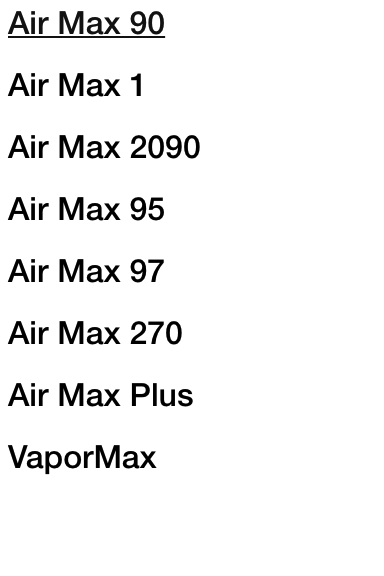 Air Max 90
Air Max 1
Air Max 2090
Air Max 95
Air Max 97
Air Max 270
Air Max Plus
VaporMax